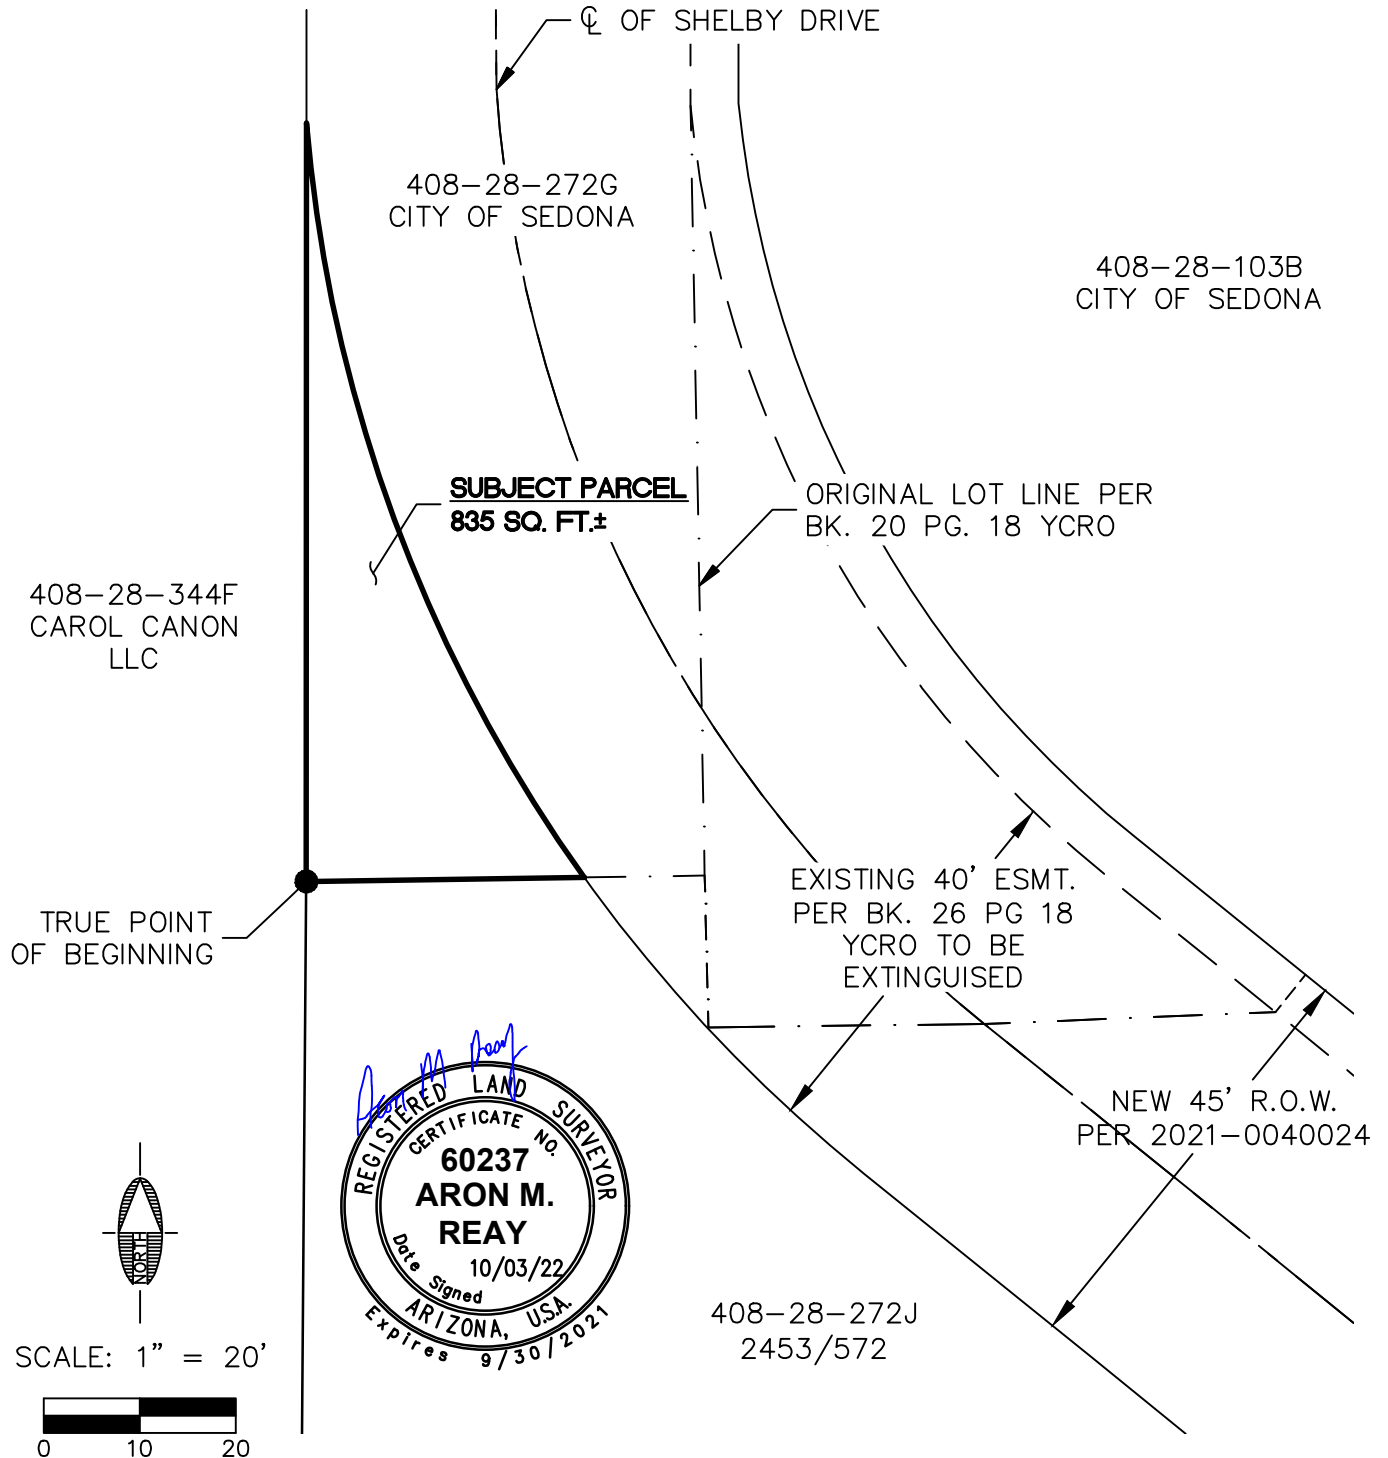 ℄ OF SHELBY DRIVE
408-28-272G
CITY OF SEDONA
408-28-103B
CITY OF SEDONA
SUBJECT PARCEL
835 SQ. FT.±
ORIGINAL LOT LINE PER
BK. 20 PG. 18 YCRO
408-28-344F
CAROL CANON
LLC
EXISTING 40' ESMT.
PER BK. 26 PG 18
YCRO TO BE
EXTINGUISED
TRUE POINT
OF BEGINNING
NEW 45' R.O.W.
PER 2021-0040024
Aron M Reay
REGISTERED LAND SURVEYOR
CERTIFICATE NO.
60237
ARON M.
REAY
10/03/22
Date Signed
ARIZONA, U.S.A.
Expires 9/30/2021
NORTH
408-28-272J
2453/572
SCALE: 1" = 20'
0 10 20